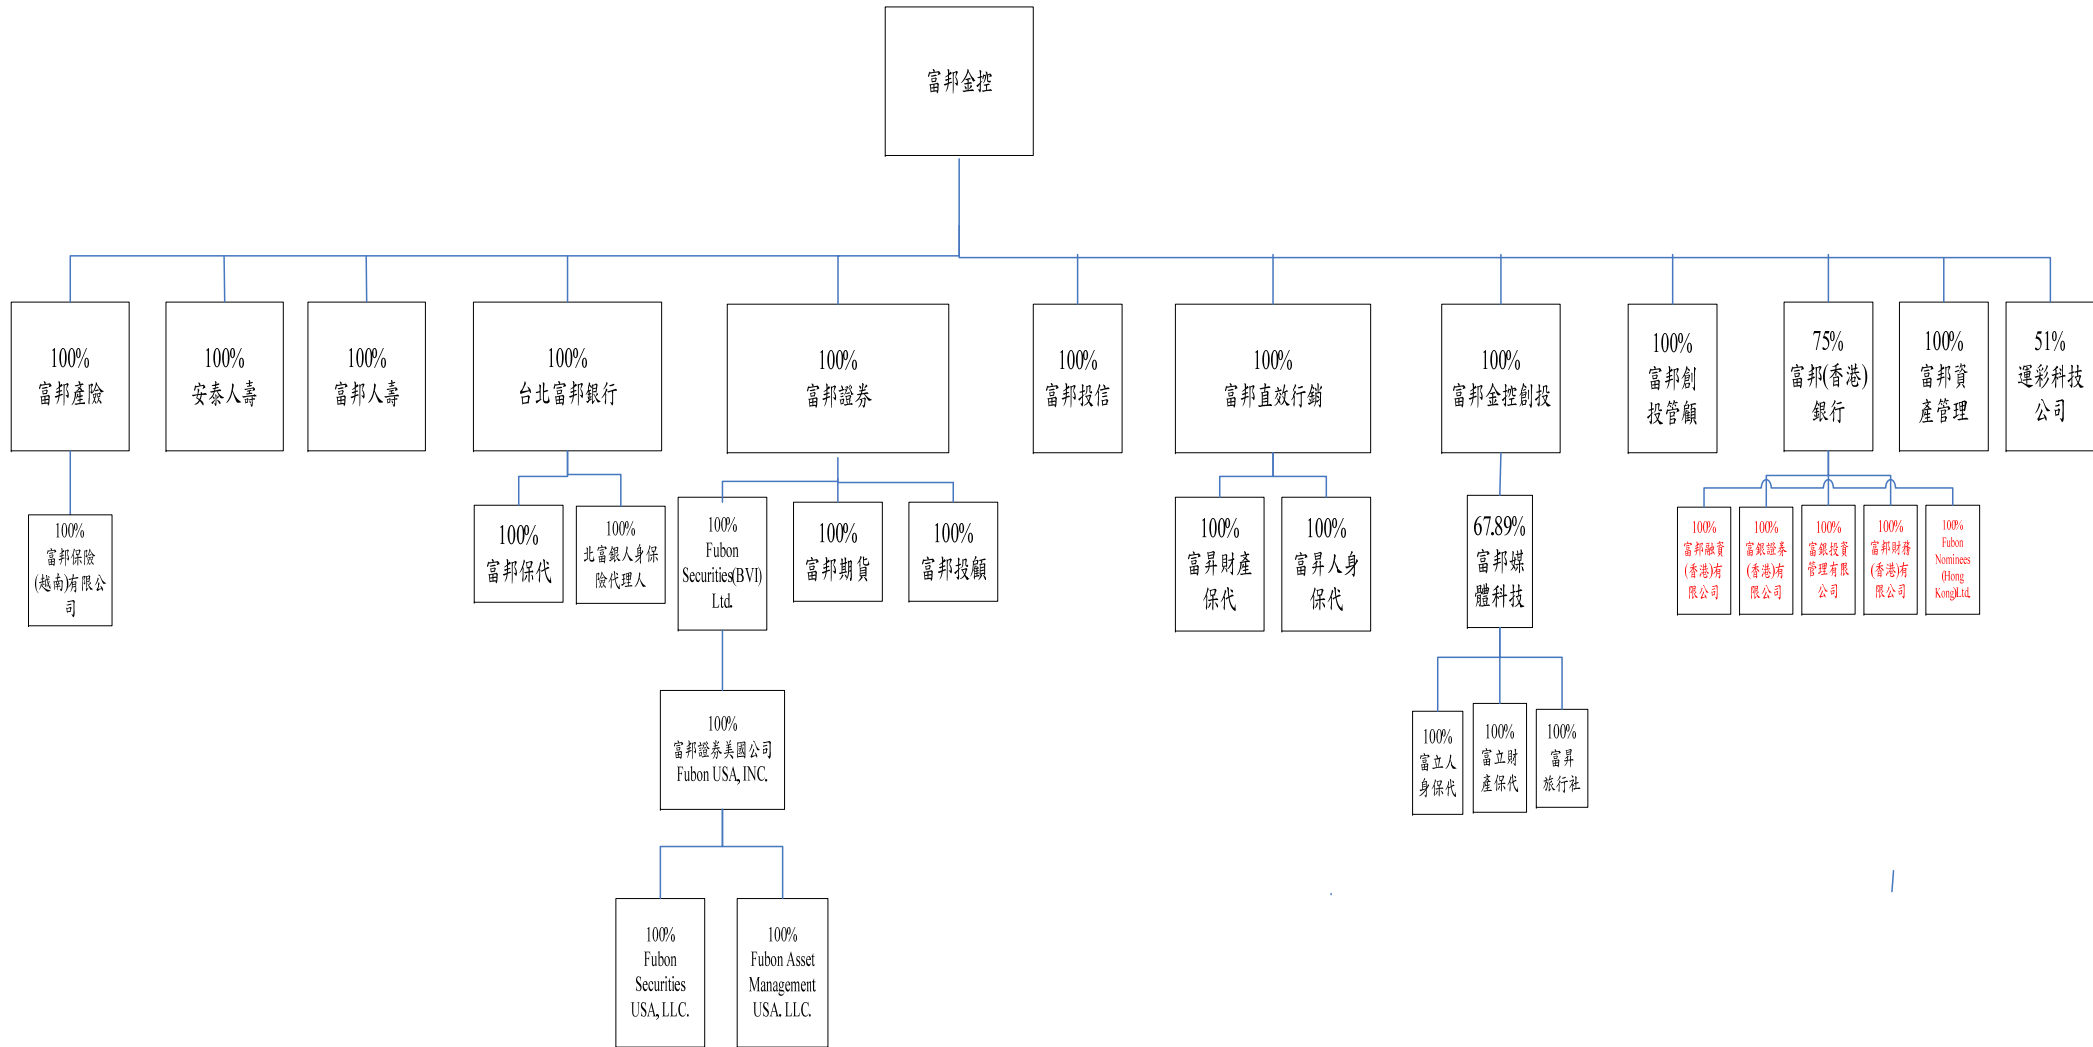 富邦金控
100%
富邦產險
100%
安泰人壽
100%
富邦人壽
100%
台北富邦銀行
100%
富邦證券
100%
富邦投信
100%
富邦直效行銷
100%
富邦金控創投
100%
富邦創
投管顧
75%
富邦(香港)
銀行
100%
富邦資
產管理
51%
運彩科技
公司
100%
富邦保險
(越南)有限公
司
100%
富邦保代
100%
北富銀人身保
險代理人
100%
Fubon
Securities(BVI)
Ltd.
100%
富邦期貨
100%
富邦投顧
100%
富昇財產
保代
100%
富昇人身
保代
67.89%
富邦媒
體科技
100%
富邦融資
(香港)有
限公司
100%
富銀證券
(香港)有
限公司
100%
富銀投資
管理有限
公司
100%
富邦財務
(香港)有
限公司
100%
Fubon
Nominees
(Hong
Kong)Ltd.
100%
富邦證券美國公司
Fubon USA, INC.
100%
富立人
身保代
100%
富立財
產保代
100%
富昇
旅行社
100%
Fubon
Securities
USA, LLC.
100%
Fubon Asset
Management
USA. LLC.